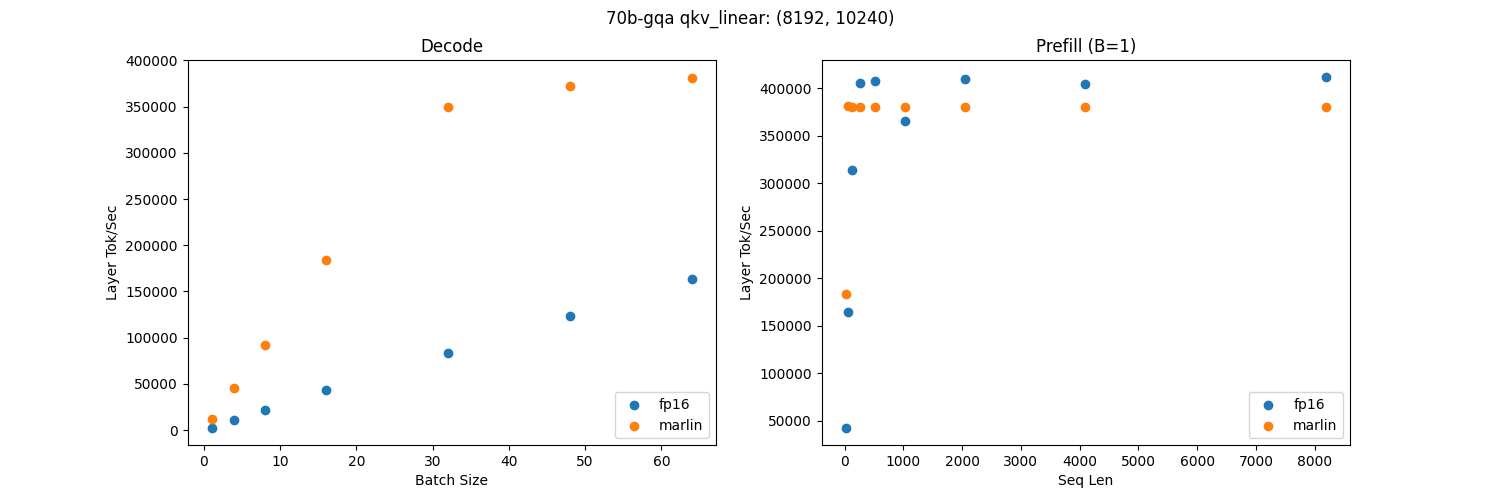 70b-gqa qkv_linear: (8192, 10240)
Decode
400000
350000
300000
250000
200000
150000
100000
50000
0
Layer Tok/Sec
0 10 20 30 40 50 60
Batch Size
fp16
marlin
Prefill (B=1)
400000
350000
300000
250000
200000
150000
100000
50000
Layer Tok/Sec
0 1000 2000 3000 4000 5000 6000 7000 8000
Seq Len
fp16
marlin